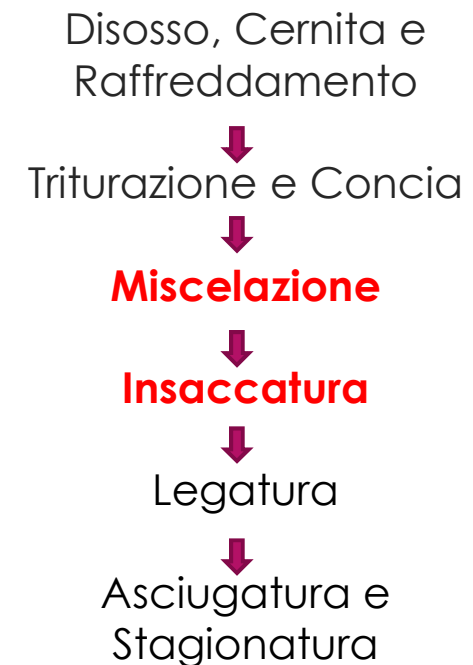 Disosso, Cernita e
Raffreddamento
Triturazione e Concia
Miscelazione
Insaccatura
Legatura
Asciugatura e
Stagionatura